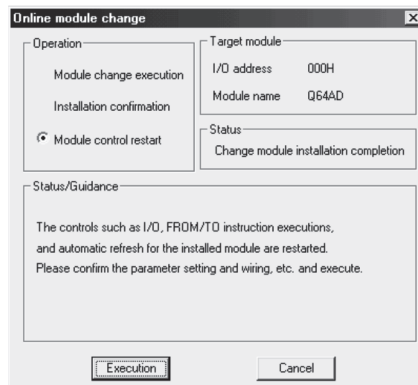 Online module change
Operation
Module change execution
Installation confirmation
Module control restart
Target module
I/O address 000H
Module name Q64AD
Status
Change module installation completion
Status/Guidance
The controls such as I/O, FROM/TO instruction executions,
and automatic refresh for the installed module are restarted.
Please confirm the parameter setting and wiring, etc. and execute.
Execution
Cancel